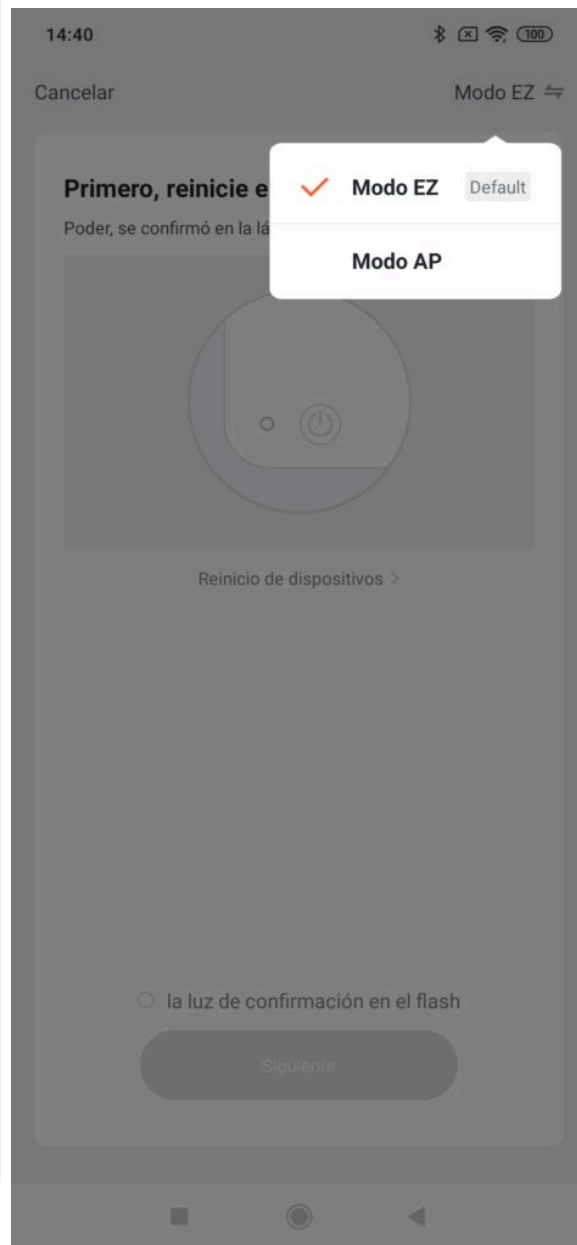 14:40
100
Cancelar
Modo EZ
Modo EZ Default
Modo AP
Primero, reinicie e
Poder, se confirmó en la lá
Reinicio de dispositivos >
la luz de confirmación en el flash
Siguiente